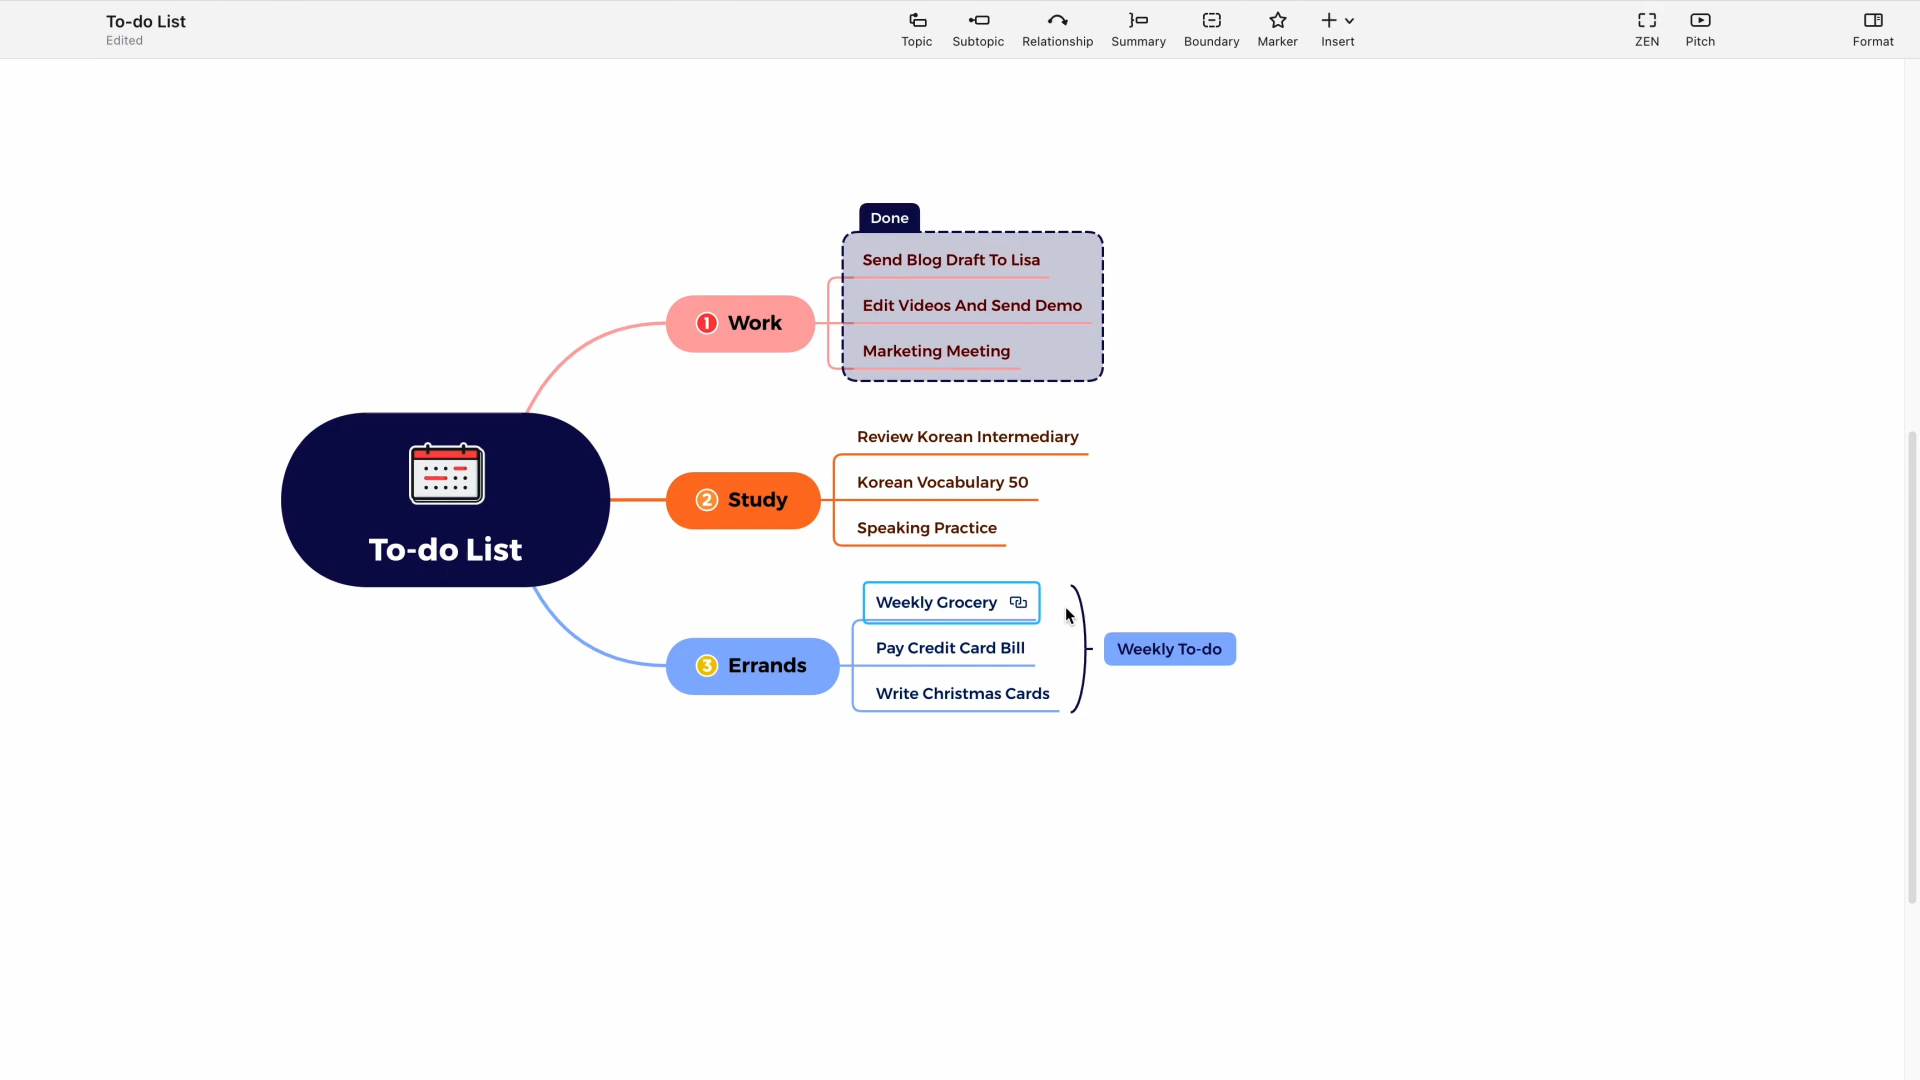 To-do List
Edited
Topic
Subtopic
Relationship
Summary
Boundary
Marker
Insert
ZEN
Pitch
Format
Done
Send Blog Draft To Lisa
Edit Videos And Send Demo
Marketing Meeting
1 Work
Review Korean Intermediary
Korean Vocabulary 50
Speaking Practice
2 Study
To-do List
Weekly Grocery
Pay Credit Card Bill
Write Christmas Cards
3 Errands
Weekly To-do